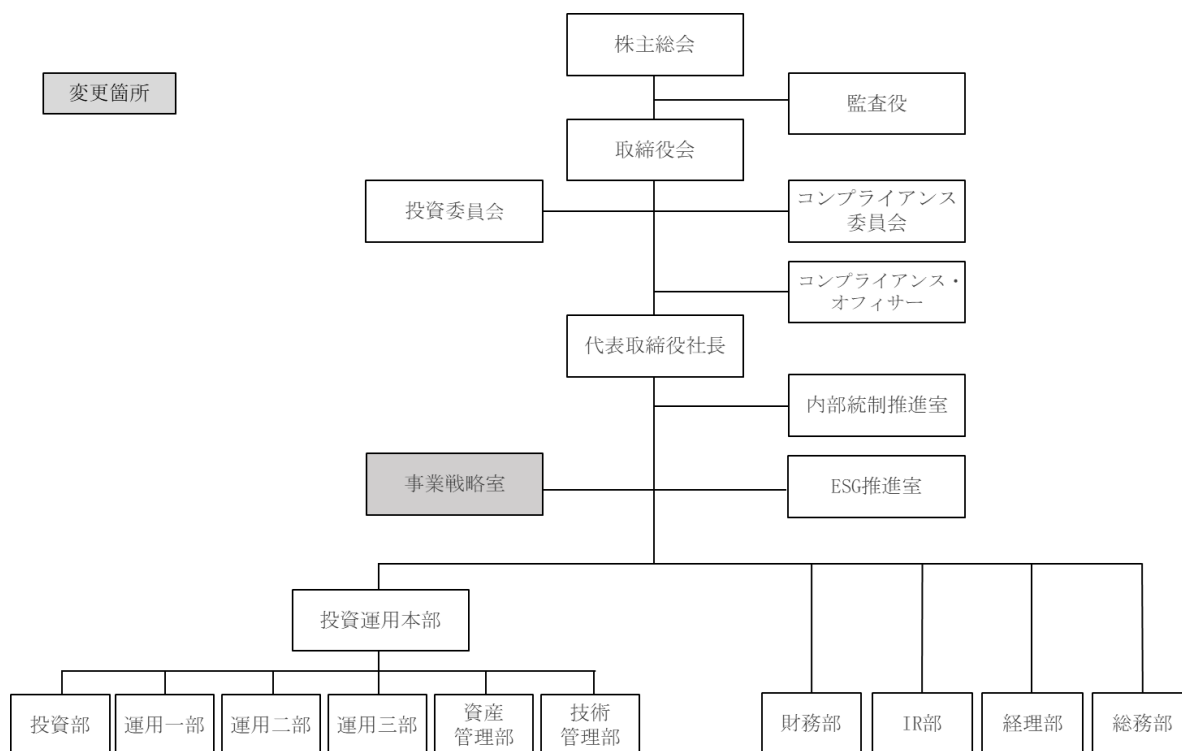 株主総会
変更箇所
監査役
取締役会
投資委員会
コンプライアンス
委員会
コンプライアンス・
オフィサー
代表取締役社長
内部統制推進室
事業戦略室
ESG推進室
投資運用本部
投資部
運用一部
運用二部
運用三部
資産
管理部
技術
管理部
財務部
IR部
経理部
総務部